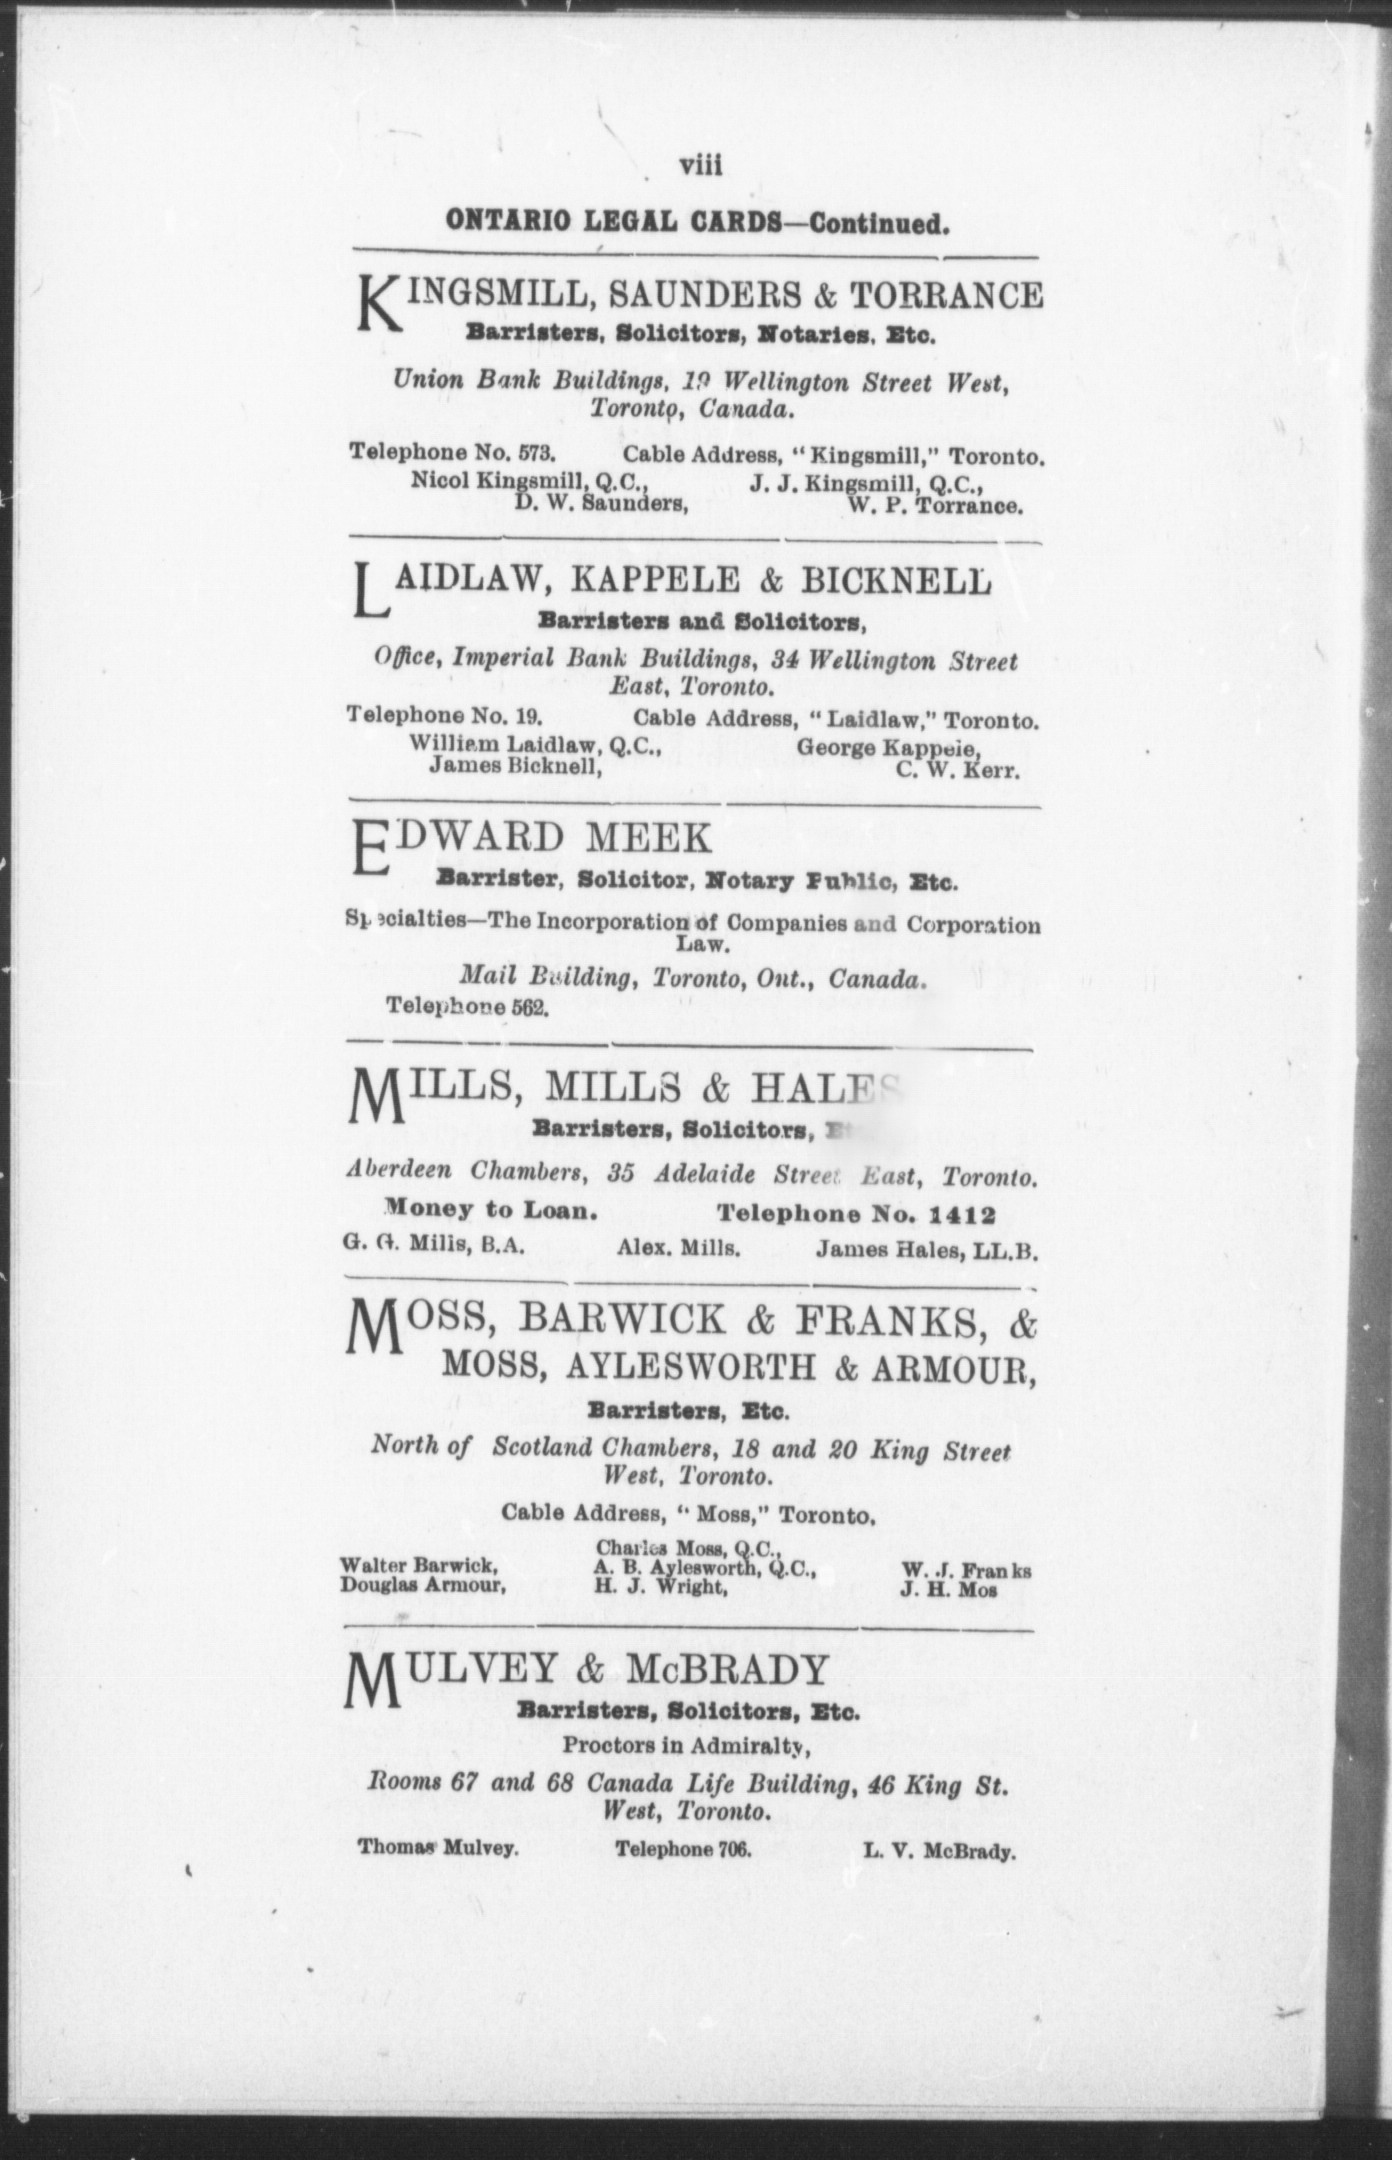 viii
ONTARIO LEGAL CARDS—Continued.
KINGSMILL, SAUNDERS & TORRANCE
Barristers, Solicitors, Notaries, Etc.
Union Bank Buildings, 19 Wellington Street West,
Toronto, Canada.
Telephone No. 573. Cable Address, "Kingsmill," Toronto.
Nicol Kingsmill, Q.C., J. J. Kingsmill, Q.C.,
D. W. Saunders, W. P. Torrance.
LAIDLAW, KAPPELE & BICKNELL
Barristers and Solicitors,
Office, Imperial Bank Buildings, 34 Wellington Street
East, Toronto.
Telephone No. 19. Cable Address, "Laidlaw," Toronto.
William Laidlaw, Q.C., George Kappele,
James Bicknell, C. W. Kerr.
EDWARD MEEK
Barrister, Solicitor, Notary Public, Etc.
Specialties—The Incorporation of Companies and Corporation
Law.
Mail Building, Toronto, Ont., Canada.
Telephone 562.
MILLS, MILLS & HALES
Barristers, Solicitors,
Aberdeen Chambers, 35 Adelaide Street East, Toronto.
Money to Loan. Telephone No. 1412
G. G. Mills, B.A. Alex. Mills. James Hales, LL.B.
MOSS, BARWICK & FRANKS, &
MOSS, AYLESWORTH & ARMOUR,
Barristers, Etc.
North of Scotland Chambers, 18 and 20 King Street
West, Toronto.
Cable Address, "Moss," Toronto.
Charles Moss, Q.C.,
Walter Barwick, A. B. Aylesworth, Q.C., W. J. Franks
Douglas Armour, H. J. Wright, J. H. Mos
MULVEY & McBRADY
Barristers, Solicitors, Etc.
Proctors in Admiralty,
Rooms 67 and 68 Canada Life Building, 46 King St.
West, Toronto.
Thomas Mulvey. Telephone 706. L. V. McBrady.